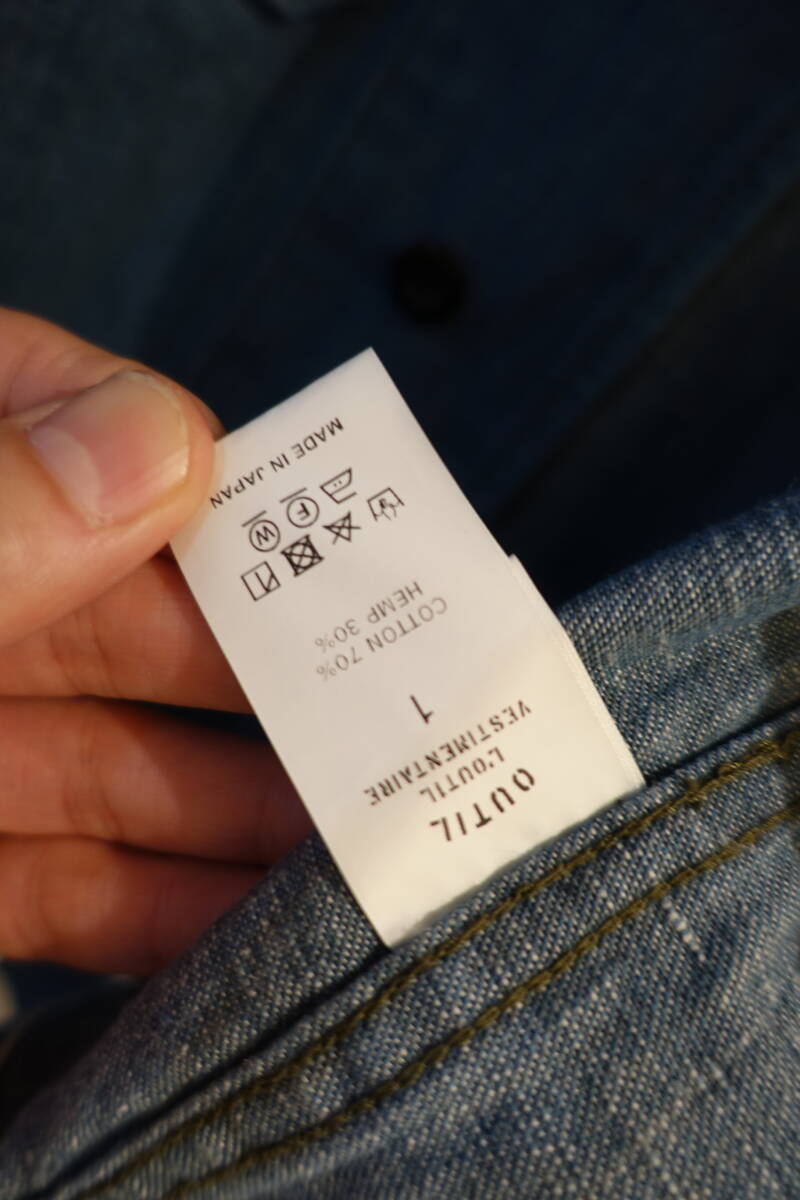 OUTIL
L'OUTIL
VESTIMENTAIRE
1
COTTON 70%
HEMP 30%
F
W
MADE IN JAPAN